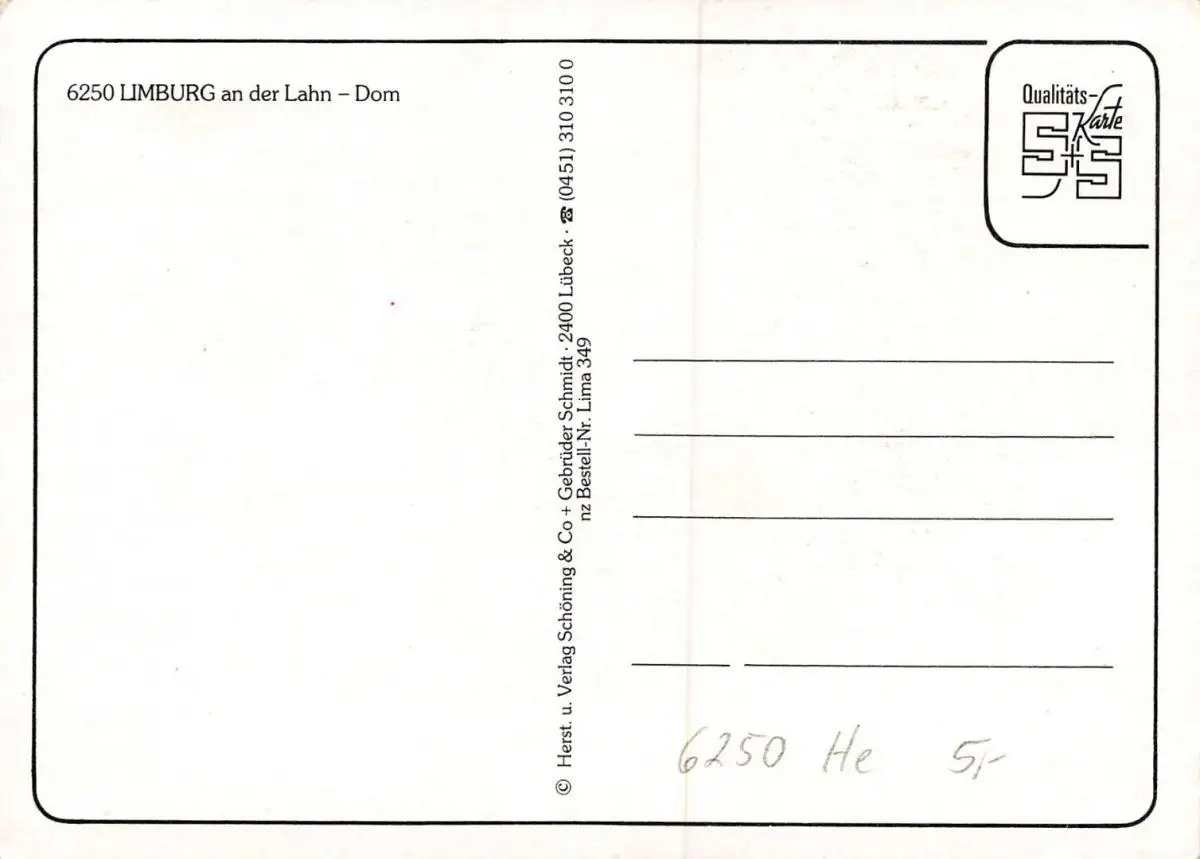 6250 LIMBURG an der Lahn – Dom
© Herst. u. Verlag Schöning & Co + Gebrüder Schmidt · 2400 Lübeck · ☎ (0451) 310 310 0
nz Bestell-Nr. Lima 349
Qualitäts-
Karte
S+S
6250 He 5,-